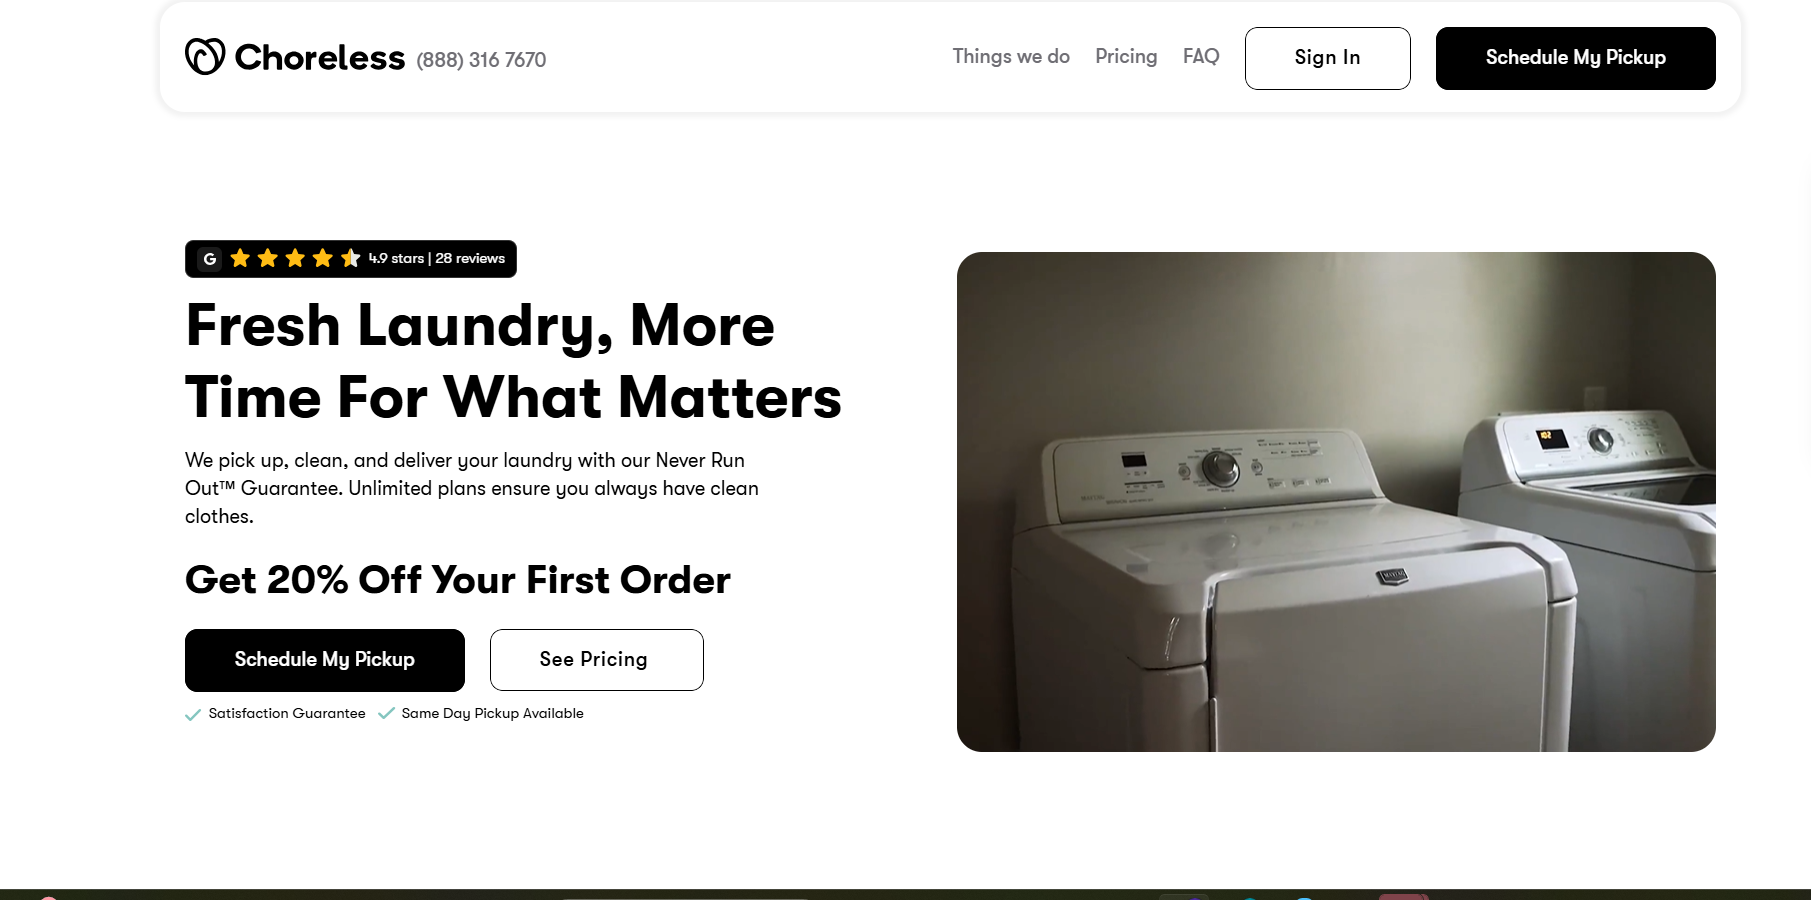 Choreless (888) 316 7670
Things we do Pricing FAQ Sign In Schedule My Pickup
G 4.9 stars | 28 reviews
Fresh Laundry, More
Time For What Matters
We pick up, clean, and deliver your laundry with our Never Run
Out™ Guarantee. Unlimited plans ensure you always have clean
clothes.
Get 20% Off Your First Order
Schedule My Pickup See Pricing
Satisfaction Guarantee Same Day Pickup Available
MAYTAG